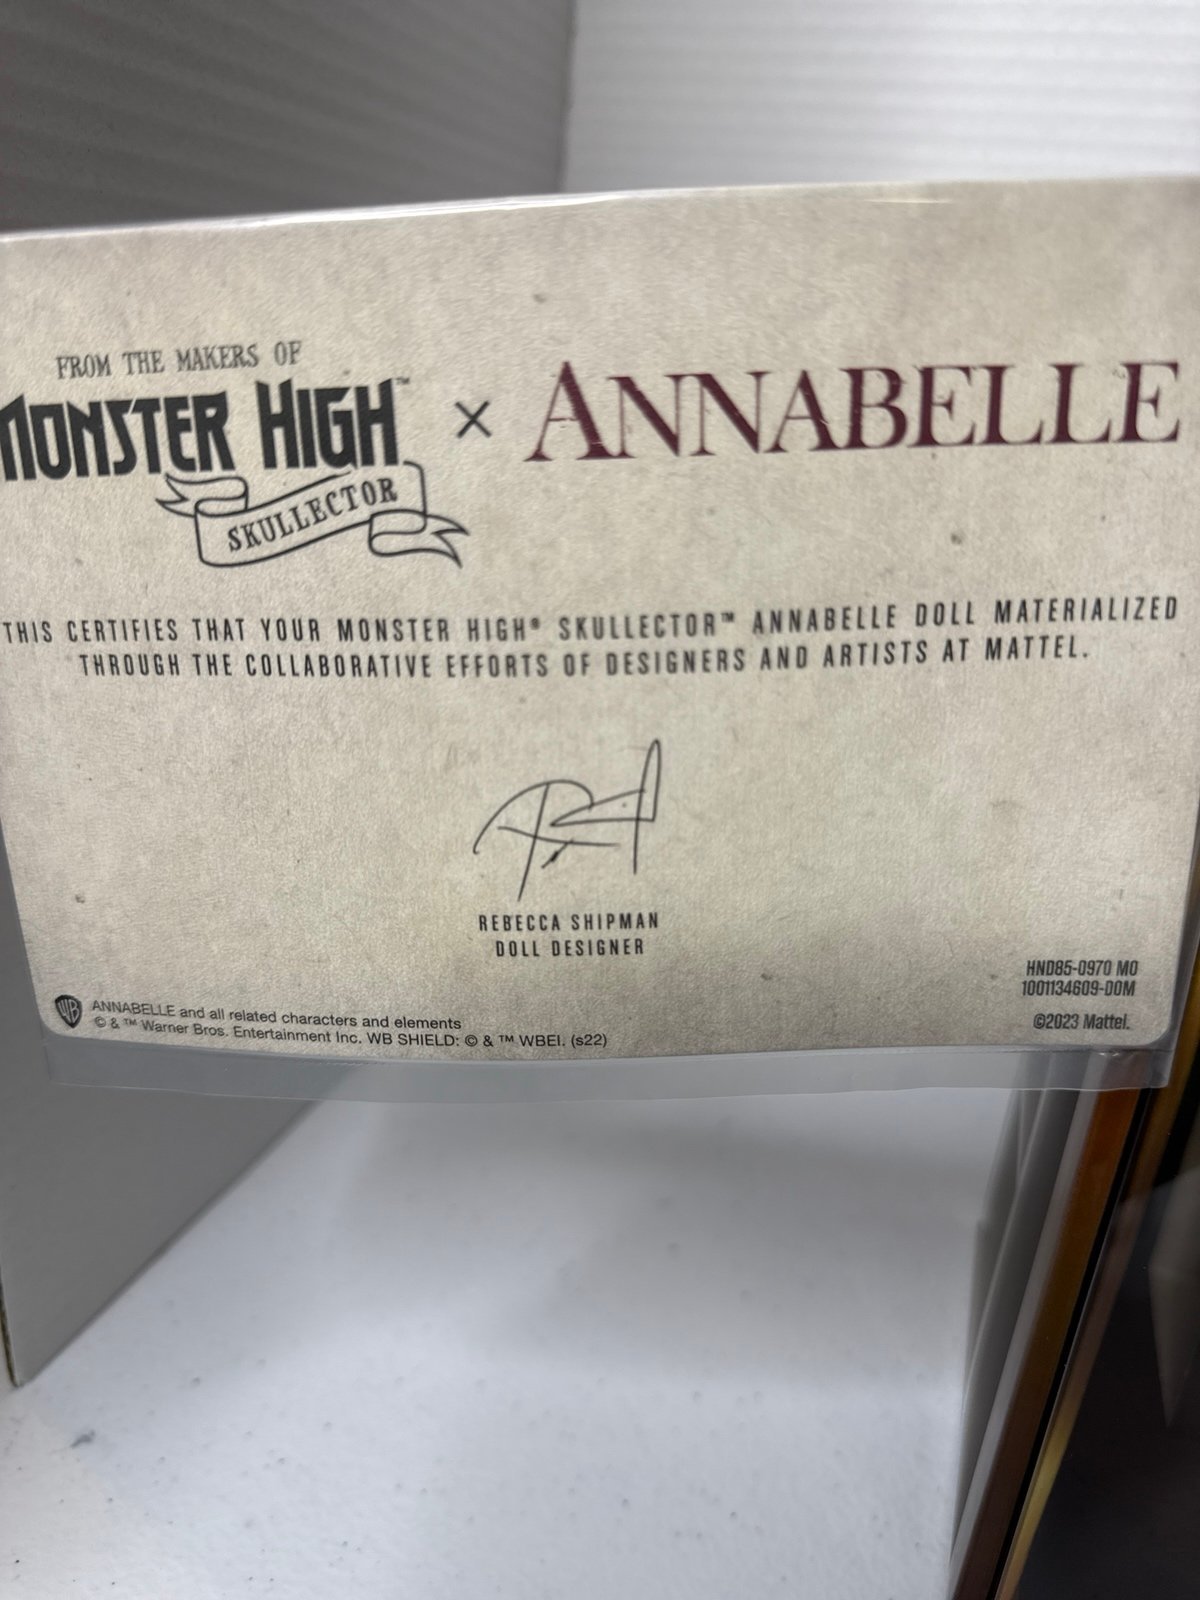 FROM THE MAKERS OF
MONSTER HIGH™ × ANNABELLE
SKULLECTOR
THIS CERTIFIES THAT YOUR MONSTER HIGH® SKULLECTOR™ ANNABELLE DOLL MATERIALIZED
THROUGH THE COLLABORATIVE EFFORTS OF DESIGNERS AND ARTISTS AT MATTEL.
REBECCA SHIPMAN
DOLL DESIGNER
HND85-0970 MO
1001134609-DOM
©2023 Mattel.
WB
ANNABELLE and all related characters and elements
© & ™ Warner Bros. Entertainment Inc. WB SHIELD: © & ™ WBEI. (s22)